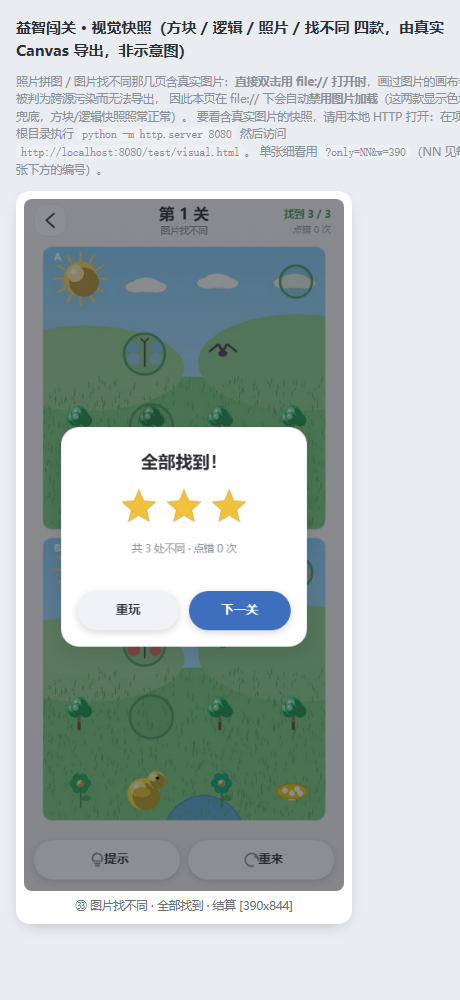 益智闯关 • 视觉快照（方块 / 逻辑 / 照片 / 找不同 四款，由真实
Canvas 导出，非示意图）
照片拼图 / 图片找不同那几页含真实图片：直接双击用 file:// 打开时，画过图片的画布会
被判为跨源污染而无法导出， 因此本页在 file:// 下会自动禁用图片加载（这两款显示色块
兜底，方块/逻辑快照照常正常）。 要看含真实图片的快照，请用本地 HTTP 打开：在项
根目录执行 python -m http.server 8080 然后访问
http://localhost:8080/test/visual.html 。 单张细看用 ?only=NN&w=390 （NN 见每
张下方的编号）。
第 1 关
图片找不同
找到 3 / 3
点错 0 次
A
全部找到！
共 3 处不同 · 点错 0 次
重玩
下一关
B
提示
重来
㉝ 图片找不同 · 全部找到 · 结算 [390x844]